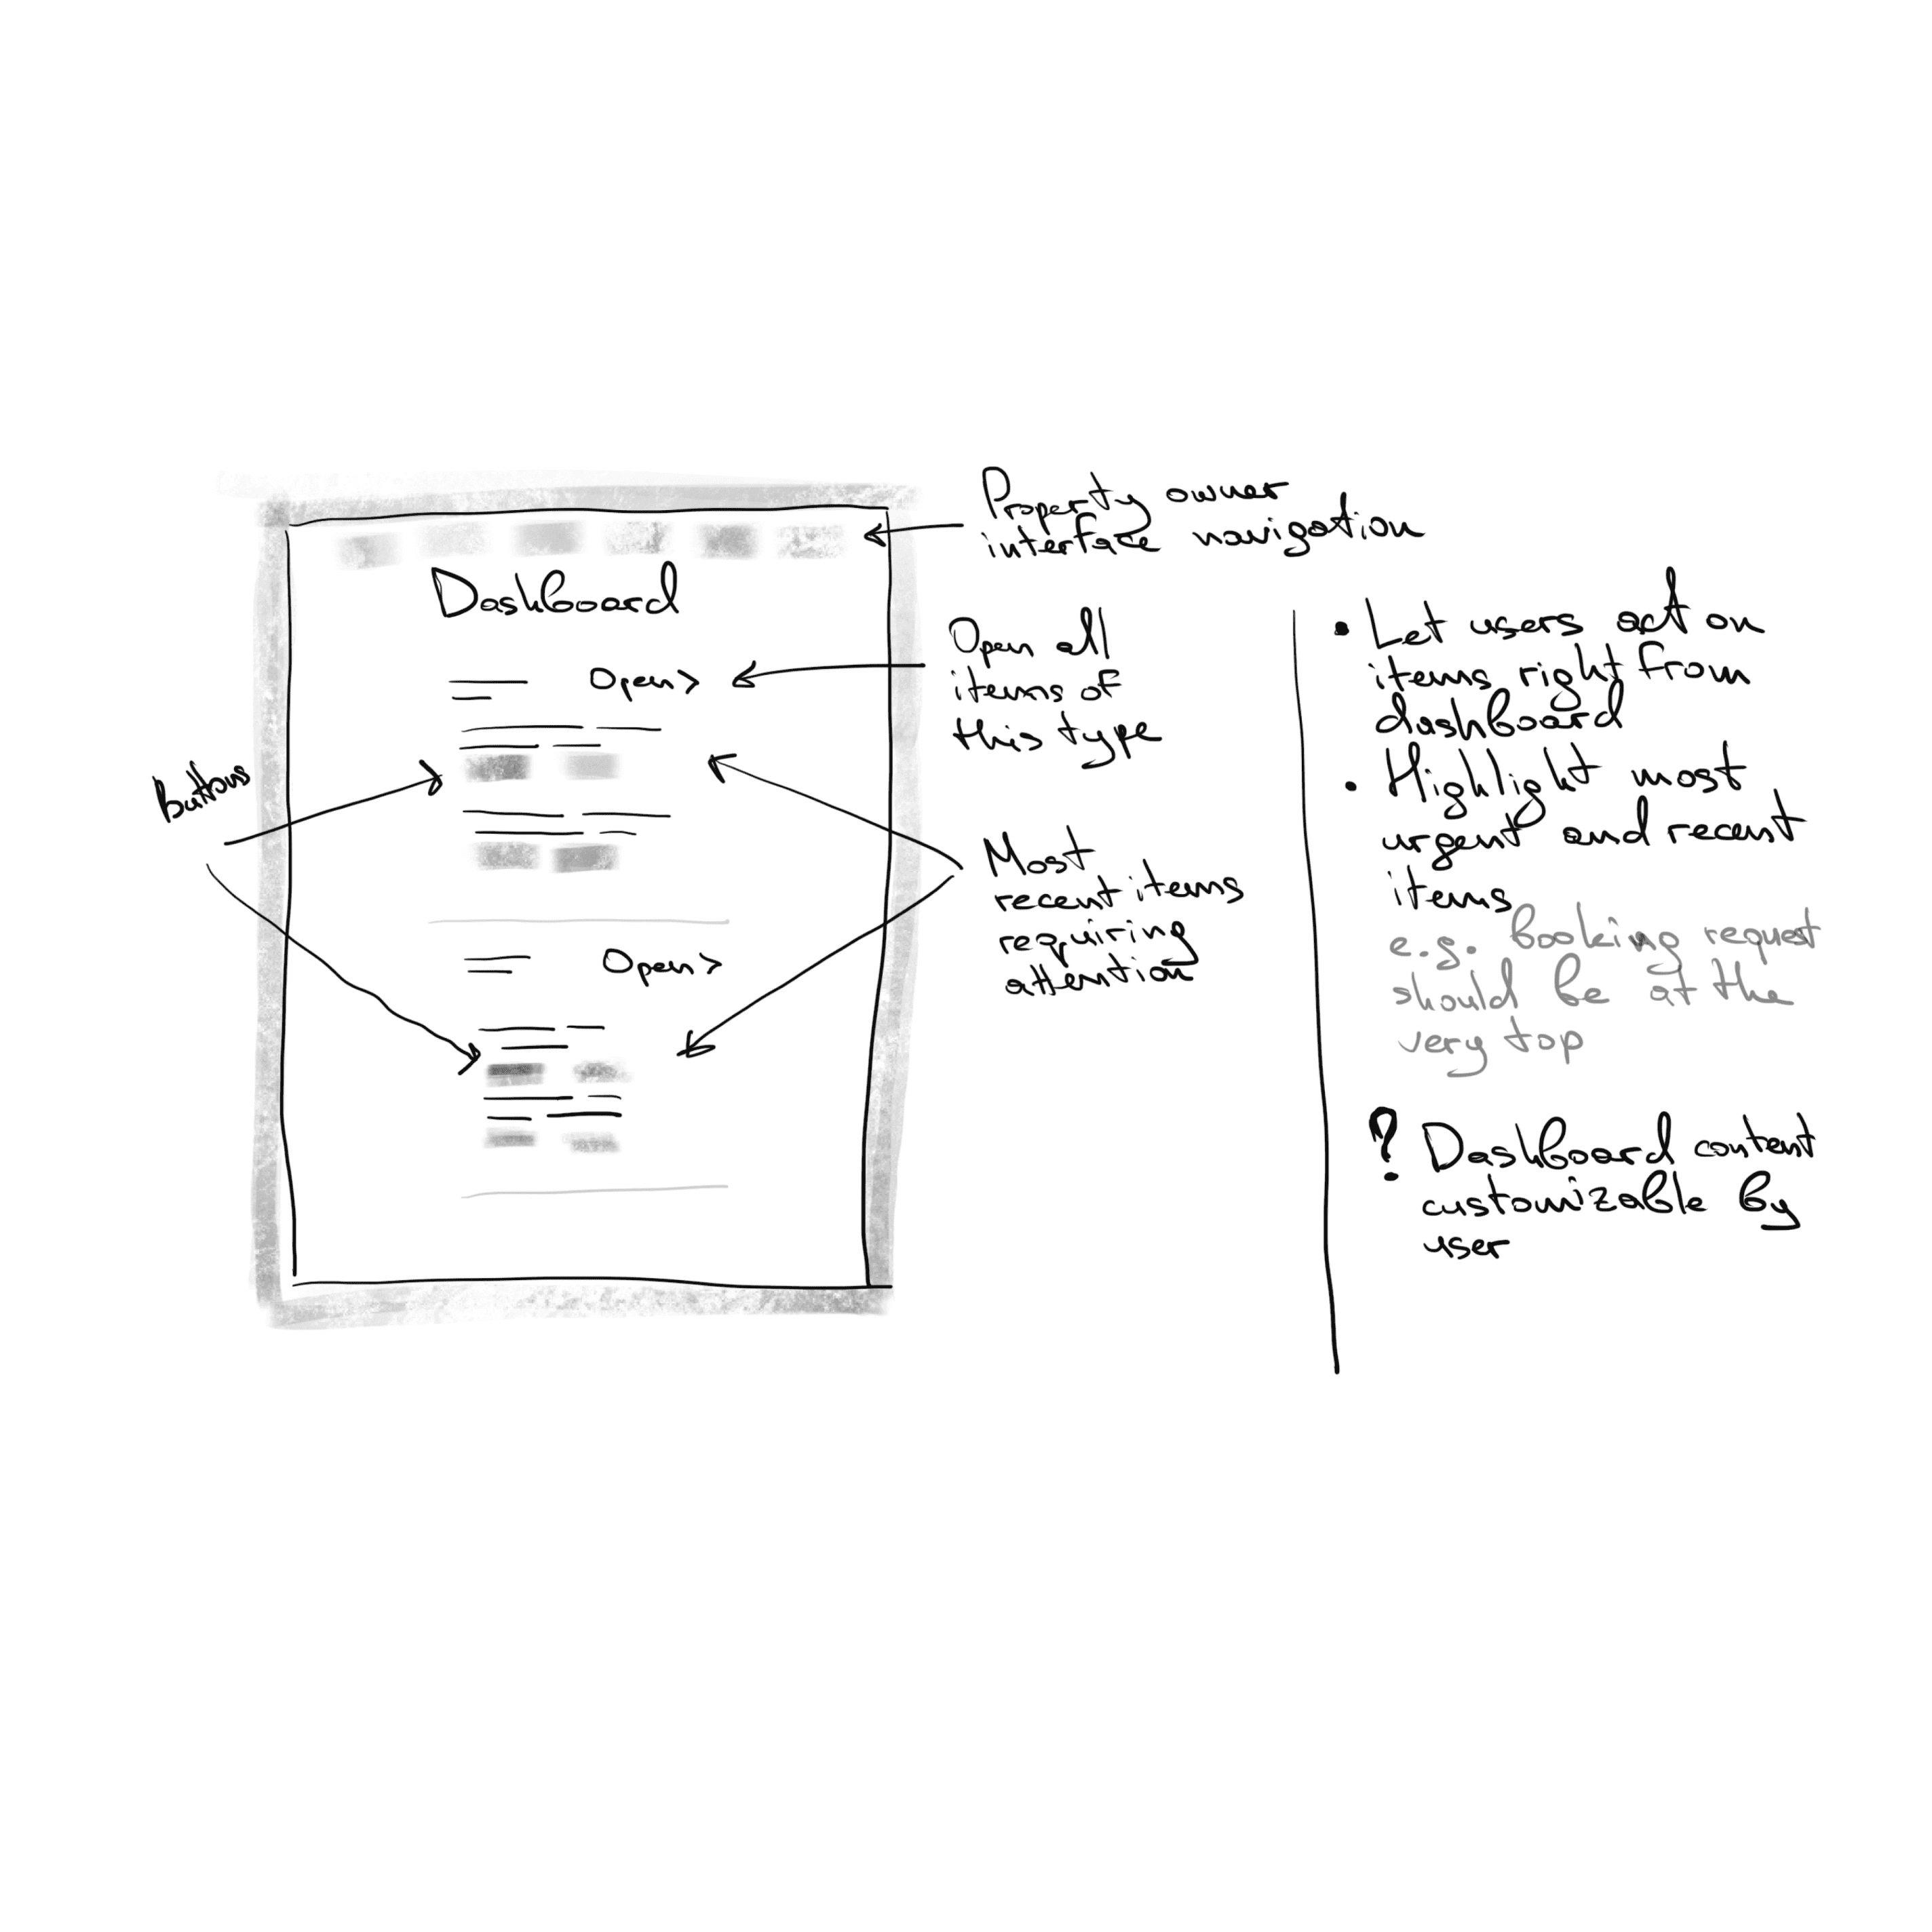 Dashboard
Open >
Open >
Buttons
Property owner
interface navigation
Open all
items of
this type
Most
recent items
requiring
attention
• Let users act on
items right from
dashboard
• Highlight most
urgent and recent
items
e.g. booking request
should be at the
very top
? Dashboard content
customizable by
user